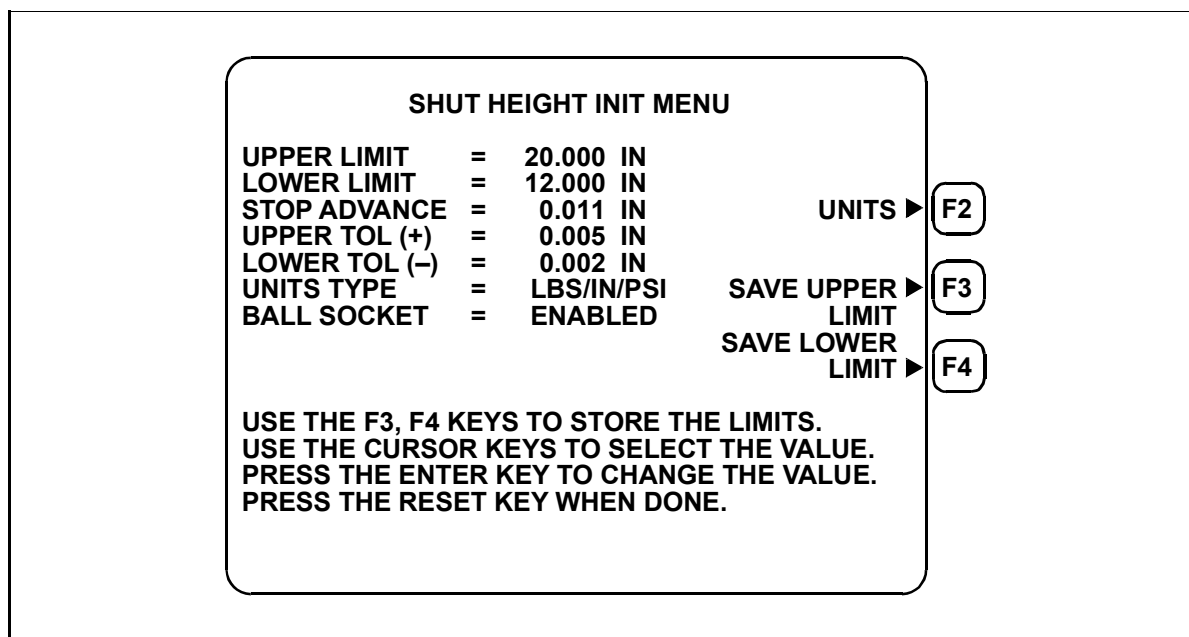 SHUT HEIGHT INIT MENU
UPPER LIMIT = 20.000 IN
LOWER LIMIT = 12.000 IN
STOP ADVANCE = 0.011 IN UNITS ▶ F2
UPPER TOL (+) = 0.005 IN
LOWER TOL (–) = 0.002 IN
UNITS TYPE = LBS/IN/PSI SAVE UPPER ▶ F3
BALL SOCKET = ENABLED LIMIT
SAVE LOWER
LIMIT ▶ F4
USE THE F3, F4 KEYS TO STORE THE LIMITS.
USE THE CURSOR KEYS TO SELECT THE VALUE.
PRESS THE ENTER KEY TO CHANGE THE VALUE.
PRESS THE RESET KEY WHEN DONE.